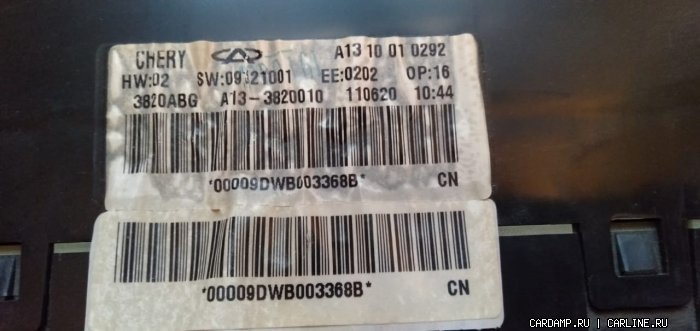 CHERY A13 10 01 0292
HW:02 SW:09121001 EE:0202 OP:16
3820ABG A13-3820010 110620 10:44
*00009DWB003368B* CN
*00009DWB003368B* CN
CARDAMP.RU | CARLINE.RU